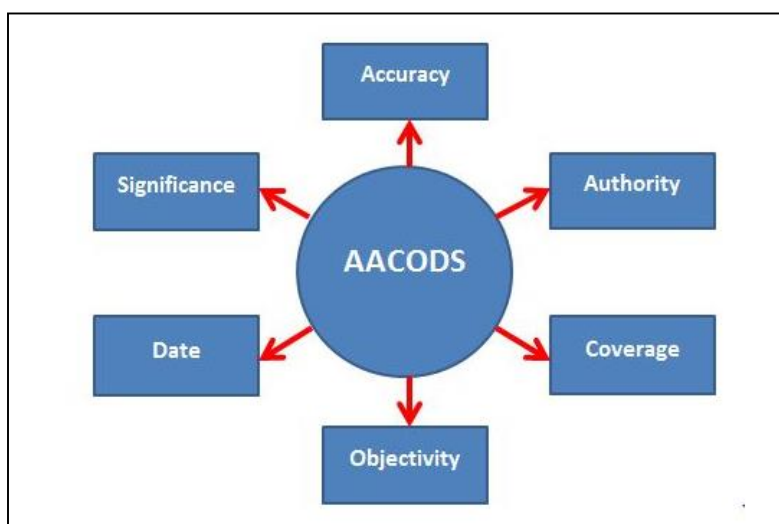 Accuracy
Authority
Significance
AACODS
Coverage
Date
Objectivity